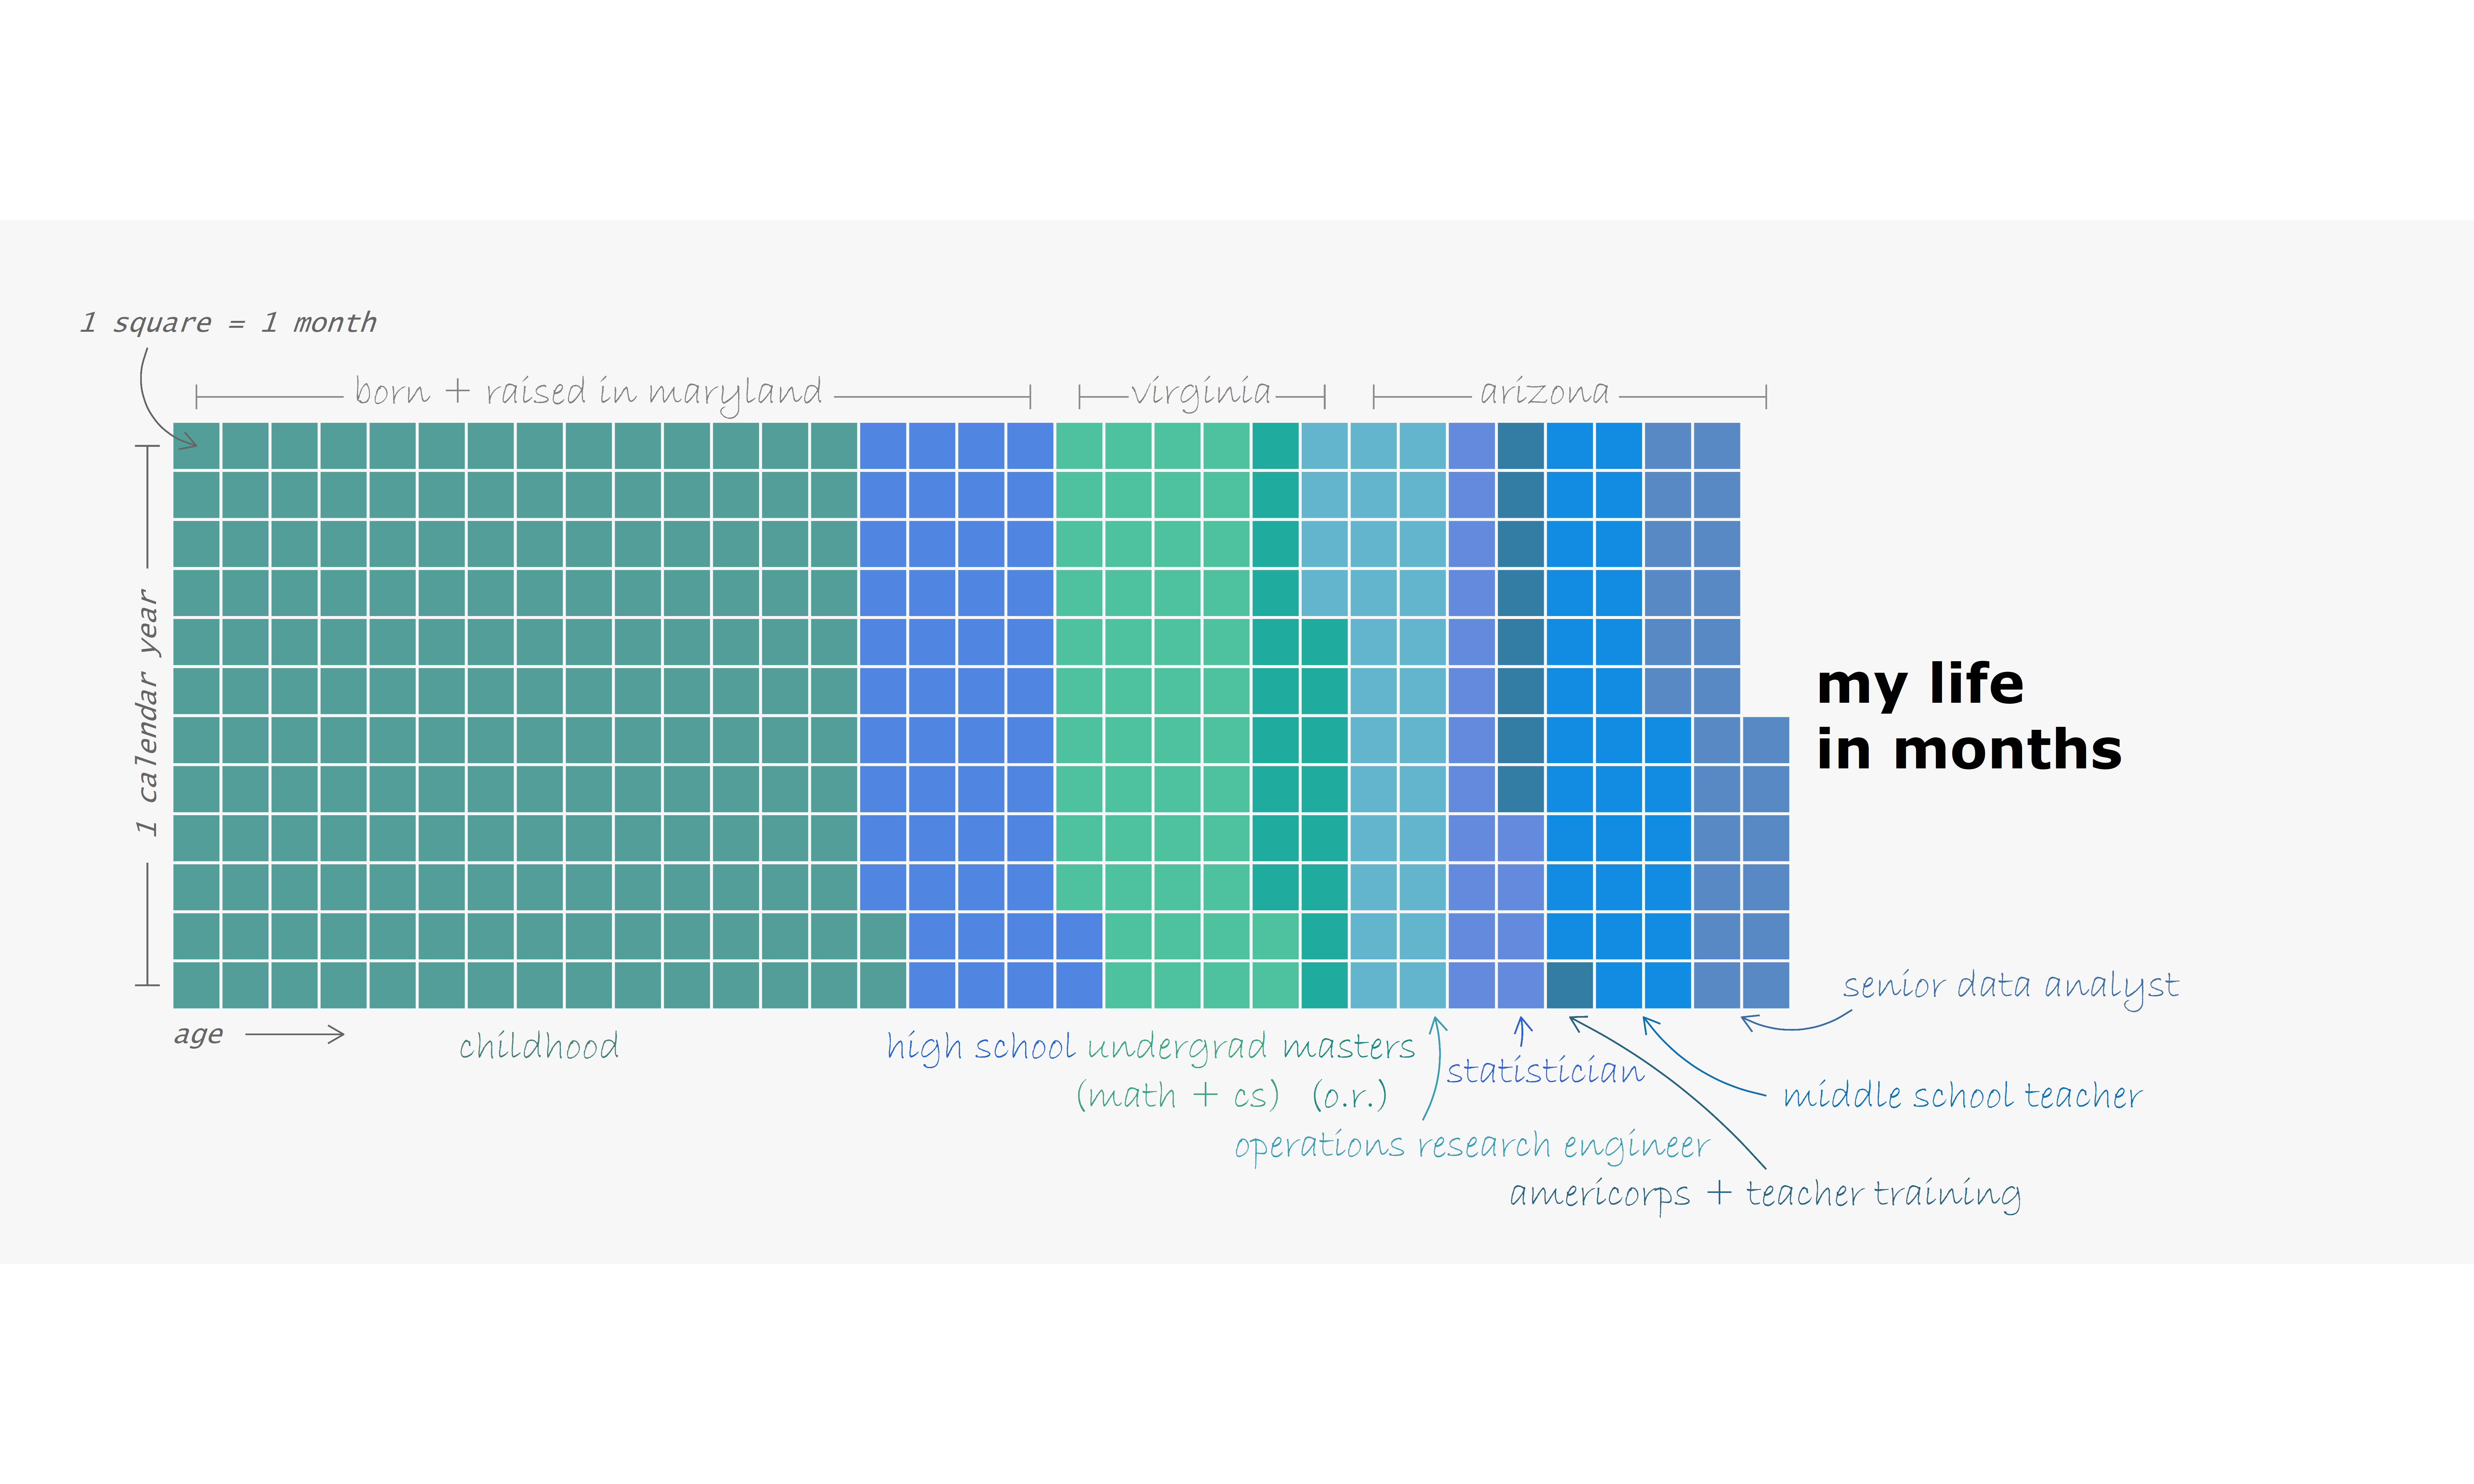 1 square = 1 month
born + raised in maryland
virginia
arizona
1 calendar year
my life
in months
age
childhood
high school
undergrad
(math + cs)
masters
(o.r.)
operations research engineer
statistician
americorps + teacher training
middle school teacher
senior data analyst